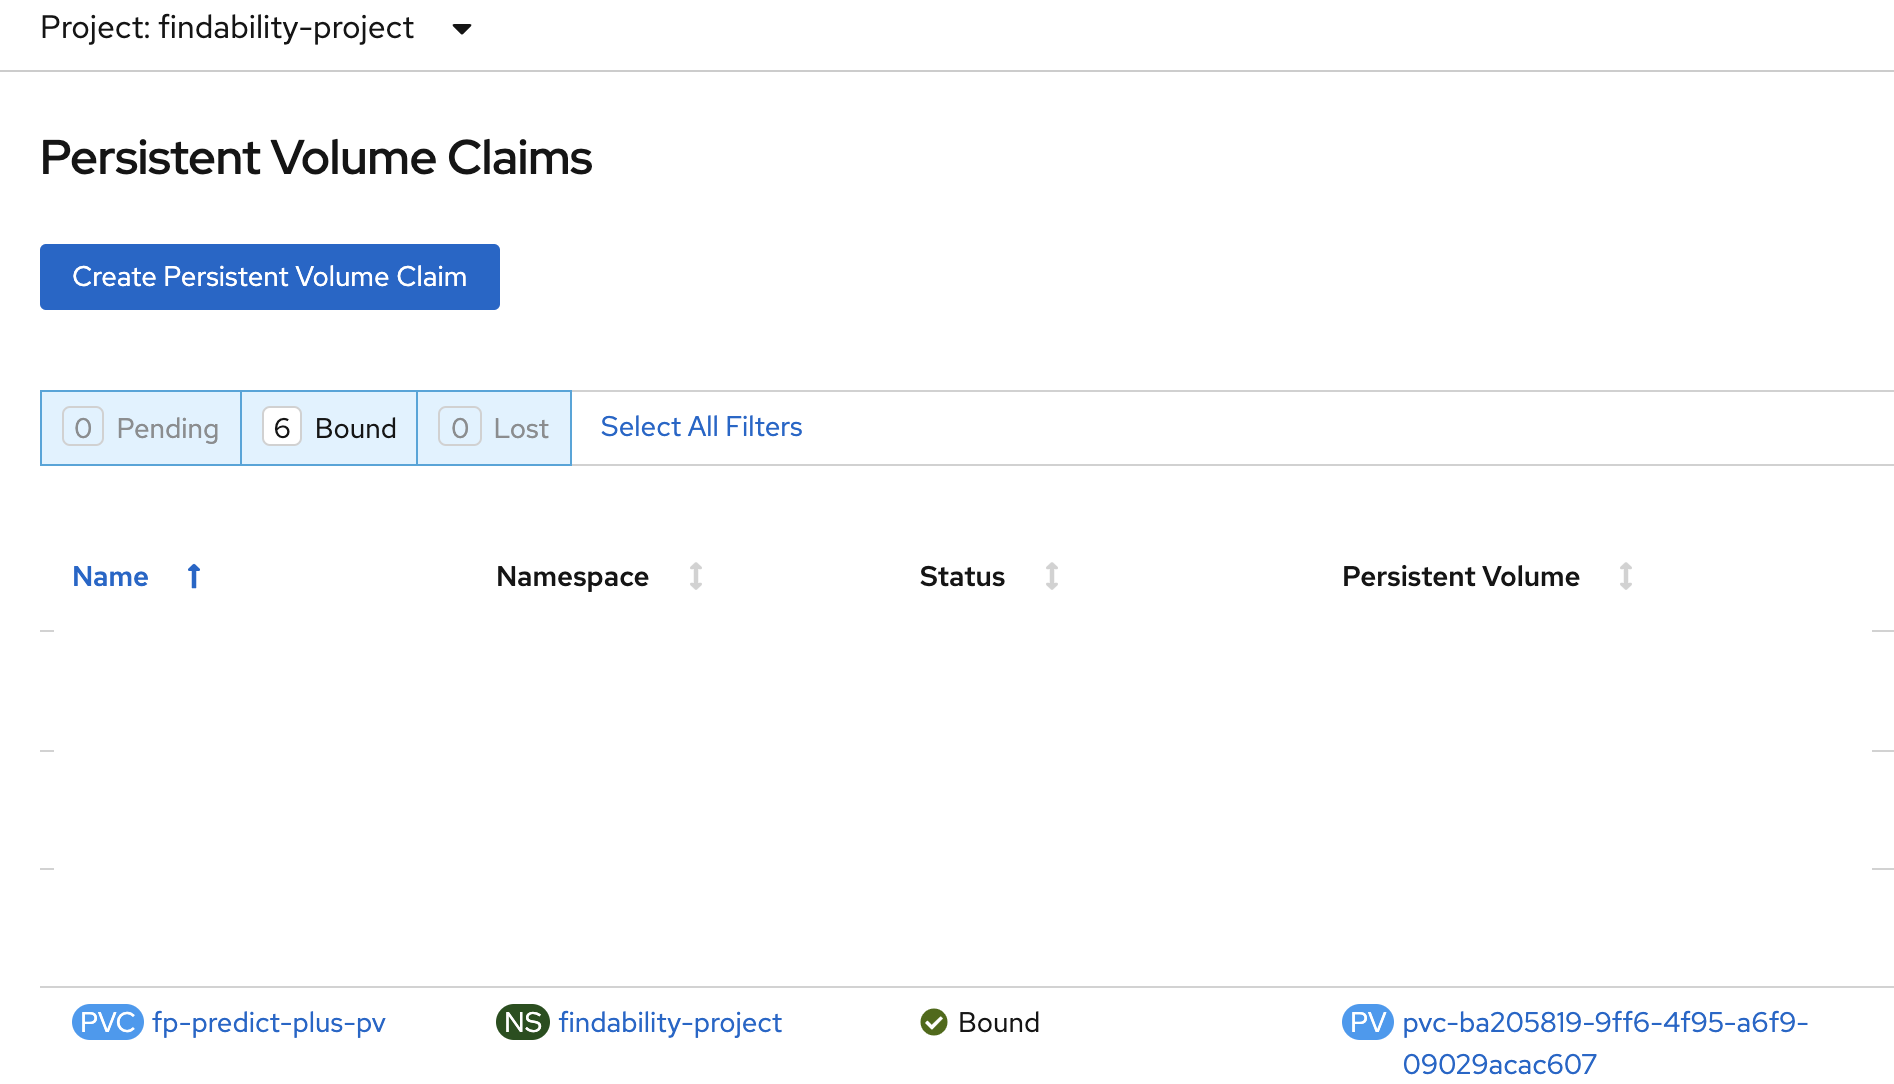 Project: findability-project
Persistent Volume Claims
Create Persistent Volume Claim
0 Pending 6 Bound 0 Lost Select All Filters
Name Namespace Status Persistent Volume
PVC fp-predict-plus-pv NS findability-project Bound PV pvc-ba205819-9ff6-4f95-a6f9-
09029acac607